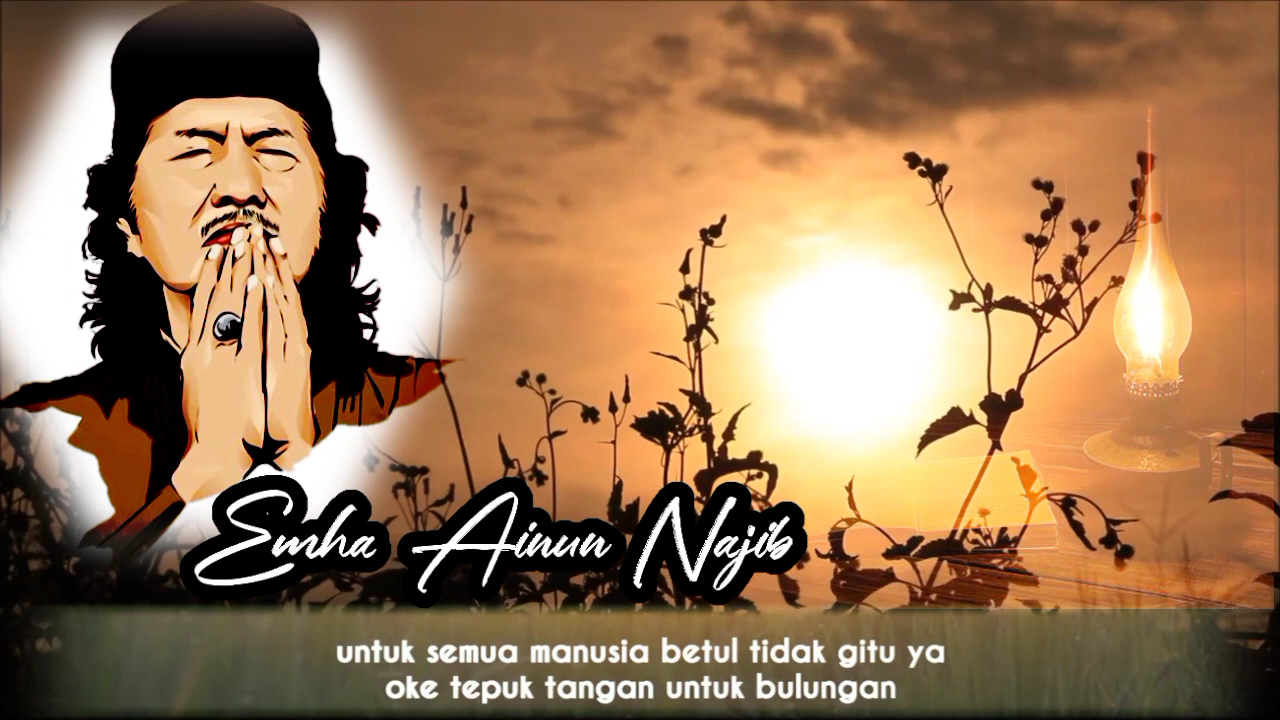 Emha Ainun Najib
untuk semua manusia betul tidak gitu ya
oke tepuk tangan untuk bulungan